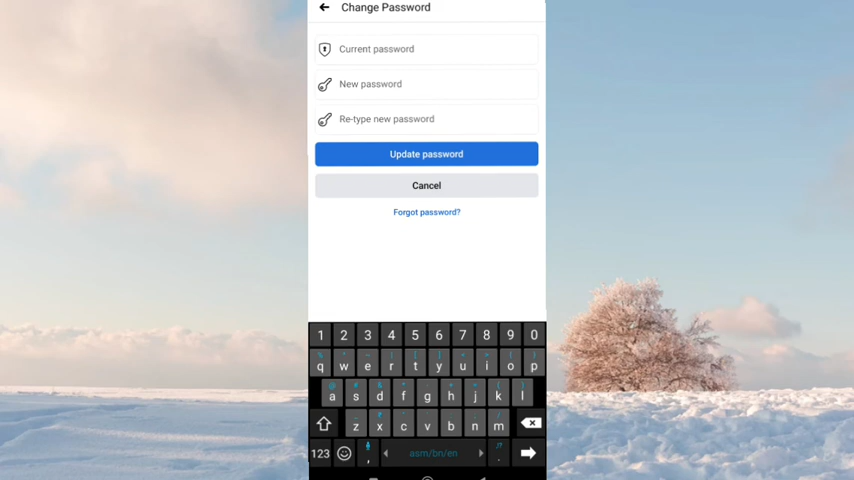 Change Password
Current password
New password
Re-type new password
Update password
Cancel
Forgot password?
1 2 3 4 5 6 7 8 9 0
q w e r t y u i o p
a s d f g h j k l
z x c v b n m
123 , asm/bn/en .